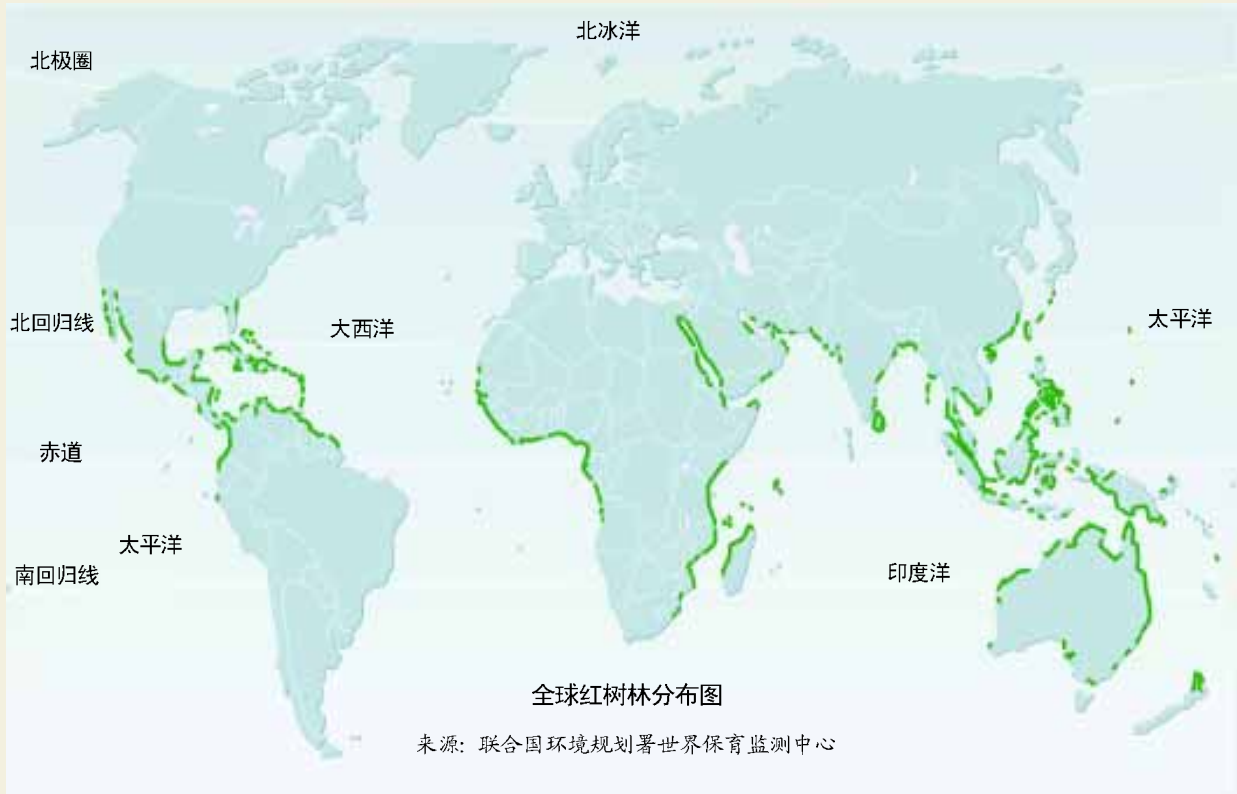 北冰洋
北极圈
北回归线
大西洋
太平洋
赤道
太平洋
南回归线
印度洋
全球红树林分布图
来源: 联合国环境规划署世界保育监测中心